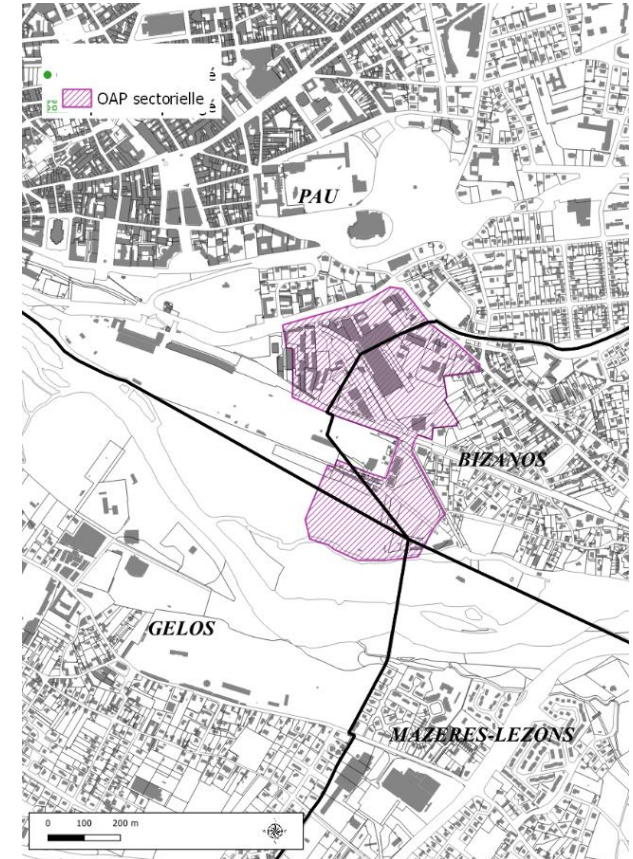 OAP sectorielle
PAU
BIZANOS
GELOS
MAZERES-LEZONS
0 100 200 m